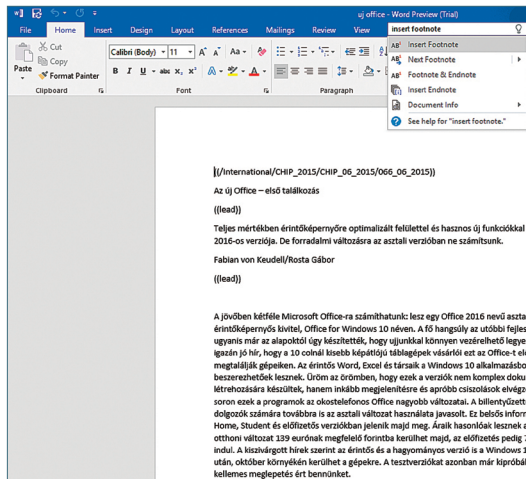 uj office - Word Preview (Trial)
File Home Insert Design Layout References Mailings Review View insert footnote
Cut
Copy
Format Painter
Paste
Clipboard
Calibri (Body) 11
Font
Paragraph
Insert Footnote
Next Footnote
Footnote & Endnote
Insert Endnote
Document Info
See help for "insert footnote."
((/International/CHIP_2015/CHIP_06_2015/066_06_2015))
Az új Office – első találkozás
((lead))
Teljes mértékben érintőképernyőre optimalizált felülettel és hasznos új funkciókkal
2016-os verziója. De forradalmi változásra az asztali verzióban ne számítsunk.
Fabian von Keudell/Rosta Gábor
((lead))
A jövőben kétféle Microsoft Office-ra számíthatunk: lesz egy Office 2016 nevű aszta
érintőképernyős kivitel, Office for Windows 10 néven. A fő hangsúly az utóbbi fejles
ugyanis már az alapoktól úgy készítették, hogy ujjunkkal könnyen vezérelhető legye
igazán jó hír, hogy a 10 colnál kisebb képátlójú táblagépek vásárlói ezt az Office-t
megtalálják gépeiken. Az érintős Word, Excel és társaik a Windows 10 alkalmazásbo
beszerezhetőek lesznek. Üröm az örömben, hogy ezek a verziók nem komplex doku
létrehozására készültek, hanem inkább megjelenítésre és apróbb csiszolások elvégz
soron ezek a programok az okostelefonos Office nagyobb változatai. A billentyűzett
dolgozók számára továbbra is az asztali változat használata javasolt. Ez belsős inforr
Home, Student és előfizetős verziókban jelenik majd meg. Áraik hasonlóak lesznek a
otthoni változat 139 eurónak megfelelő forintba kerülhet majd, az előfizetés pedig 7
indul. A kiszivárgott hírek szerint az érintős és a hagyományos verzió is a Windows 1
után, október környékén kerülhet a gépekre. A tesztverziókat azonban már kipróbál
kellemes meglepetés ért bennünket.